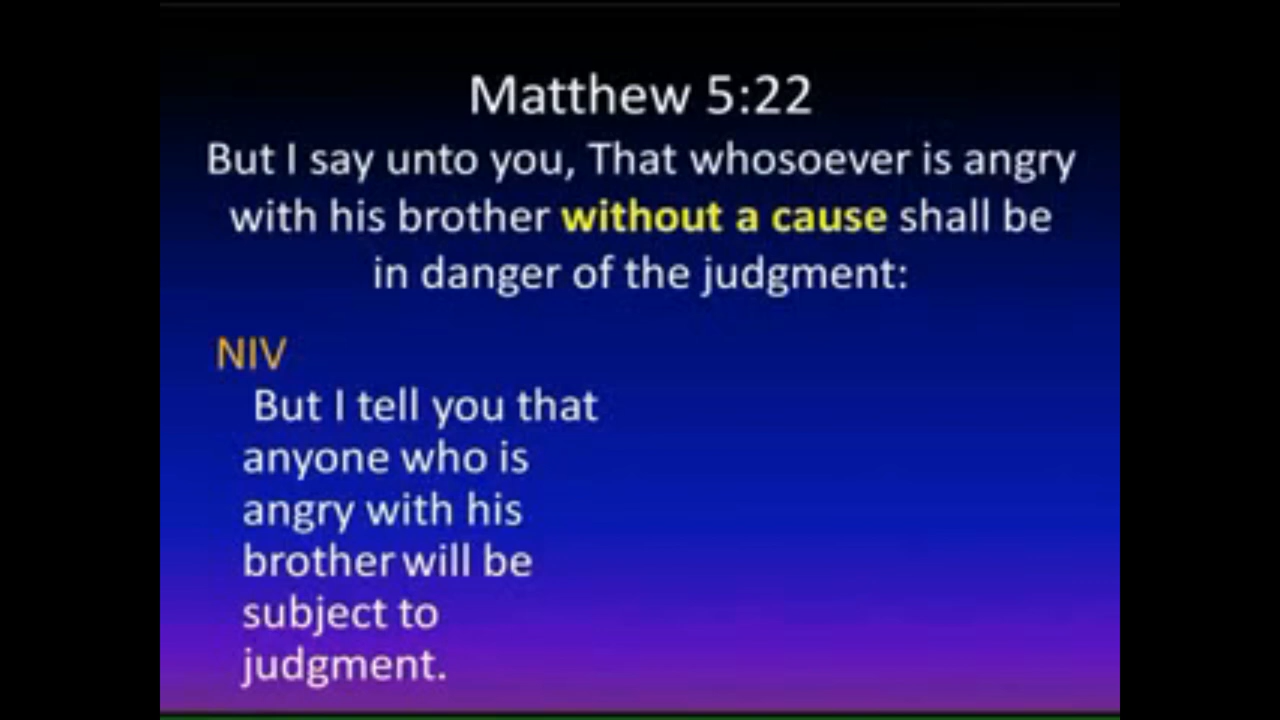 Matthew 5:22
But I say unto you, That whosoever is angry
with his brother without a cause shall be
in danger of the judgment:
NIV
But I tell you that
anyone who is
angry with his
brother will be
subject to
judgment.